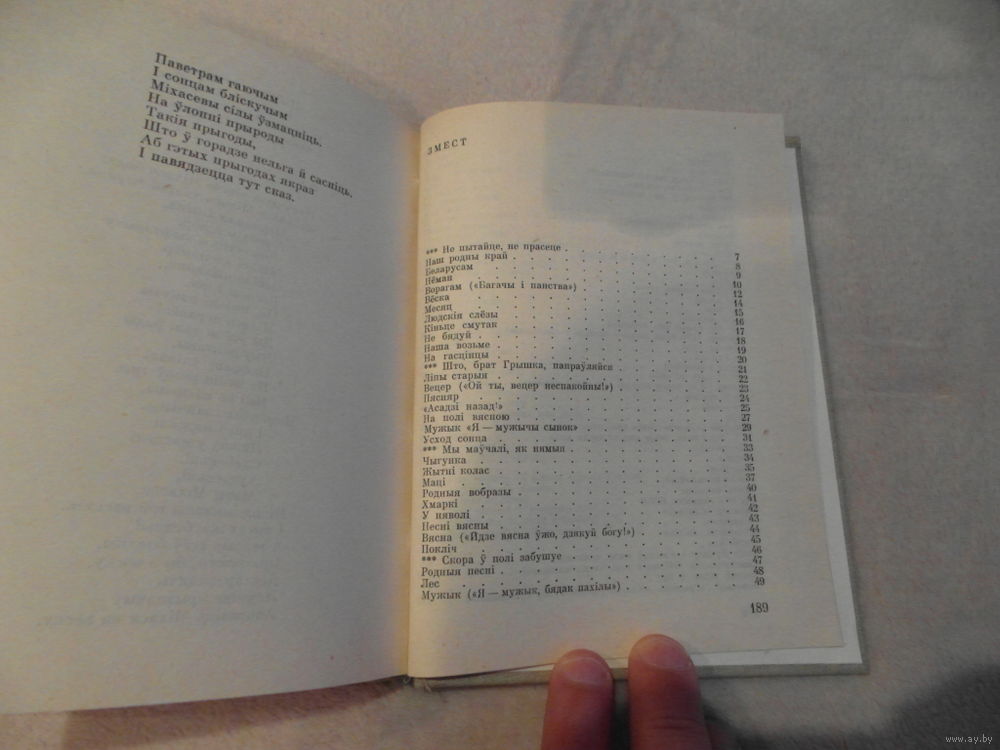 Паветрам гаючым
І сонцам бліскучым
Міхасевы сілы ўзмацніць.
На ўлонні прыроды
Такія прыгоды,
Што ў горадзе нельга й сасніць.
Аб гэтых прыгодах якраз
І павядзецца тут сказ.
ЗМЕСТ
*** Не пытайце, не прасеце . . . 7
Наш родны край . . . 8
Беларусам . . . 9
Нёман . . . 10
Ворагам («Багачы і панства») . . . 12
Вёска . . . 14
Месяц . . . 15
Людскія слёзы . . . 16
Кіньце смутак . . . 17
Не бядуй . . . 18
Наша возьме . . . 19
На гасцінцы . . . 20
*** Што, брат Грышка, папраўляйся . . . 21
Ліпы старыя . . . 22
Вецер («Ой ты, вецер неспакойны!») . . . 23
Пясняр . . . 24
«Асадзі назад!» . . . 25
На полі вясною . . . 27
Мужык «Я — мужычы сынок» . . . 29
Усход сонца . . . 31
*** Мы маўчалі, як нямыя . . . 33
Чыгунка . . . 34
Жытні колас . . . 35
Маці . . . 37
Родныя вобразы . . . 40
Хмаркі . . . 41
У няволі . . . 42
Песні вясны . . . 43
Вясна («Йдзе вясна ўжо, дзякуй богу!») . . . 44
Покліч . . . 45
*** Скора ў полі забушуе . . . 46
Родныя песні . . . 47
Лес . . . 48
Мужык («Я — мужык, бядак пахілы») . . . 49
189
www.ay.by